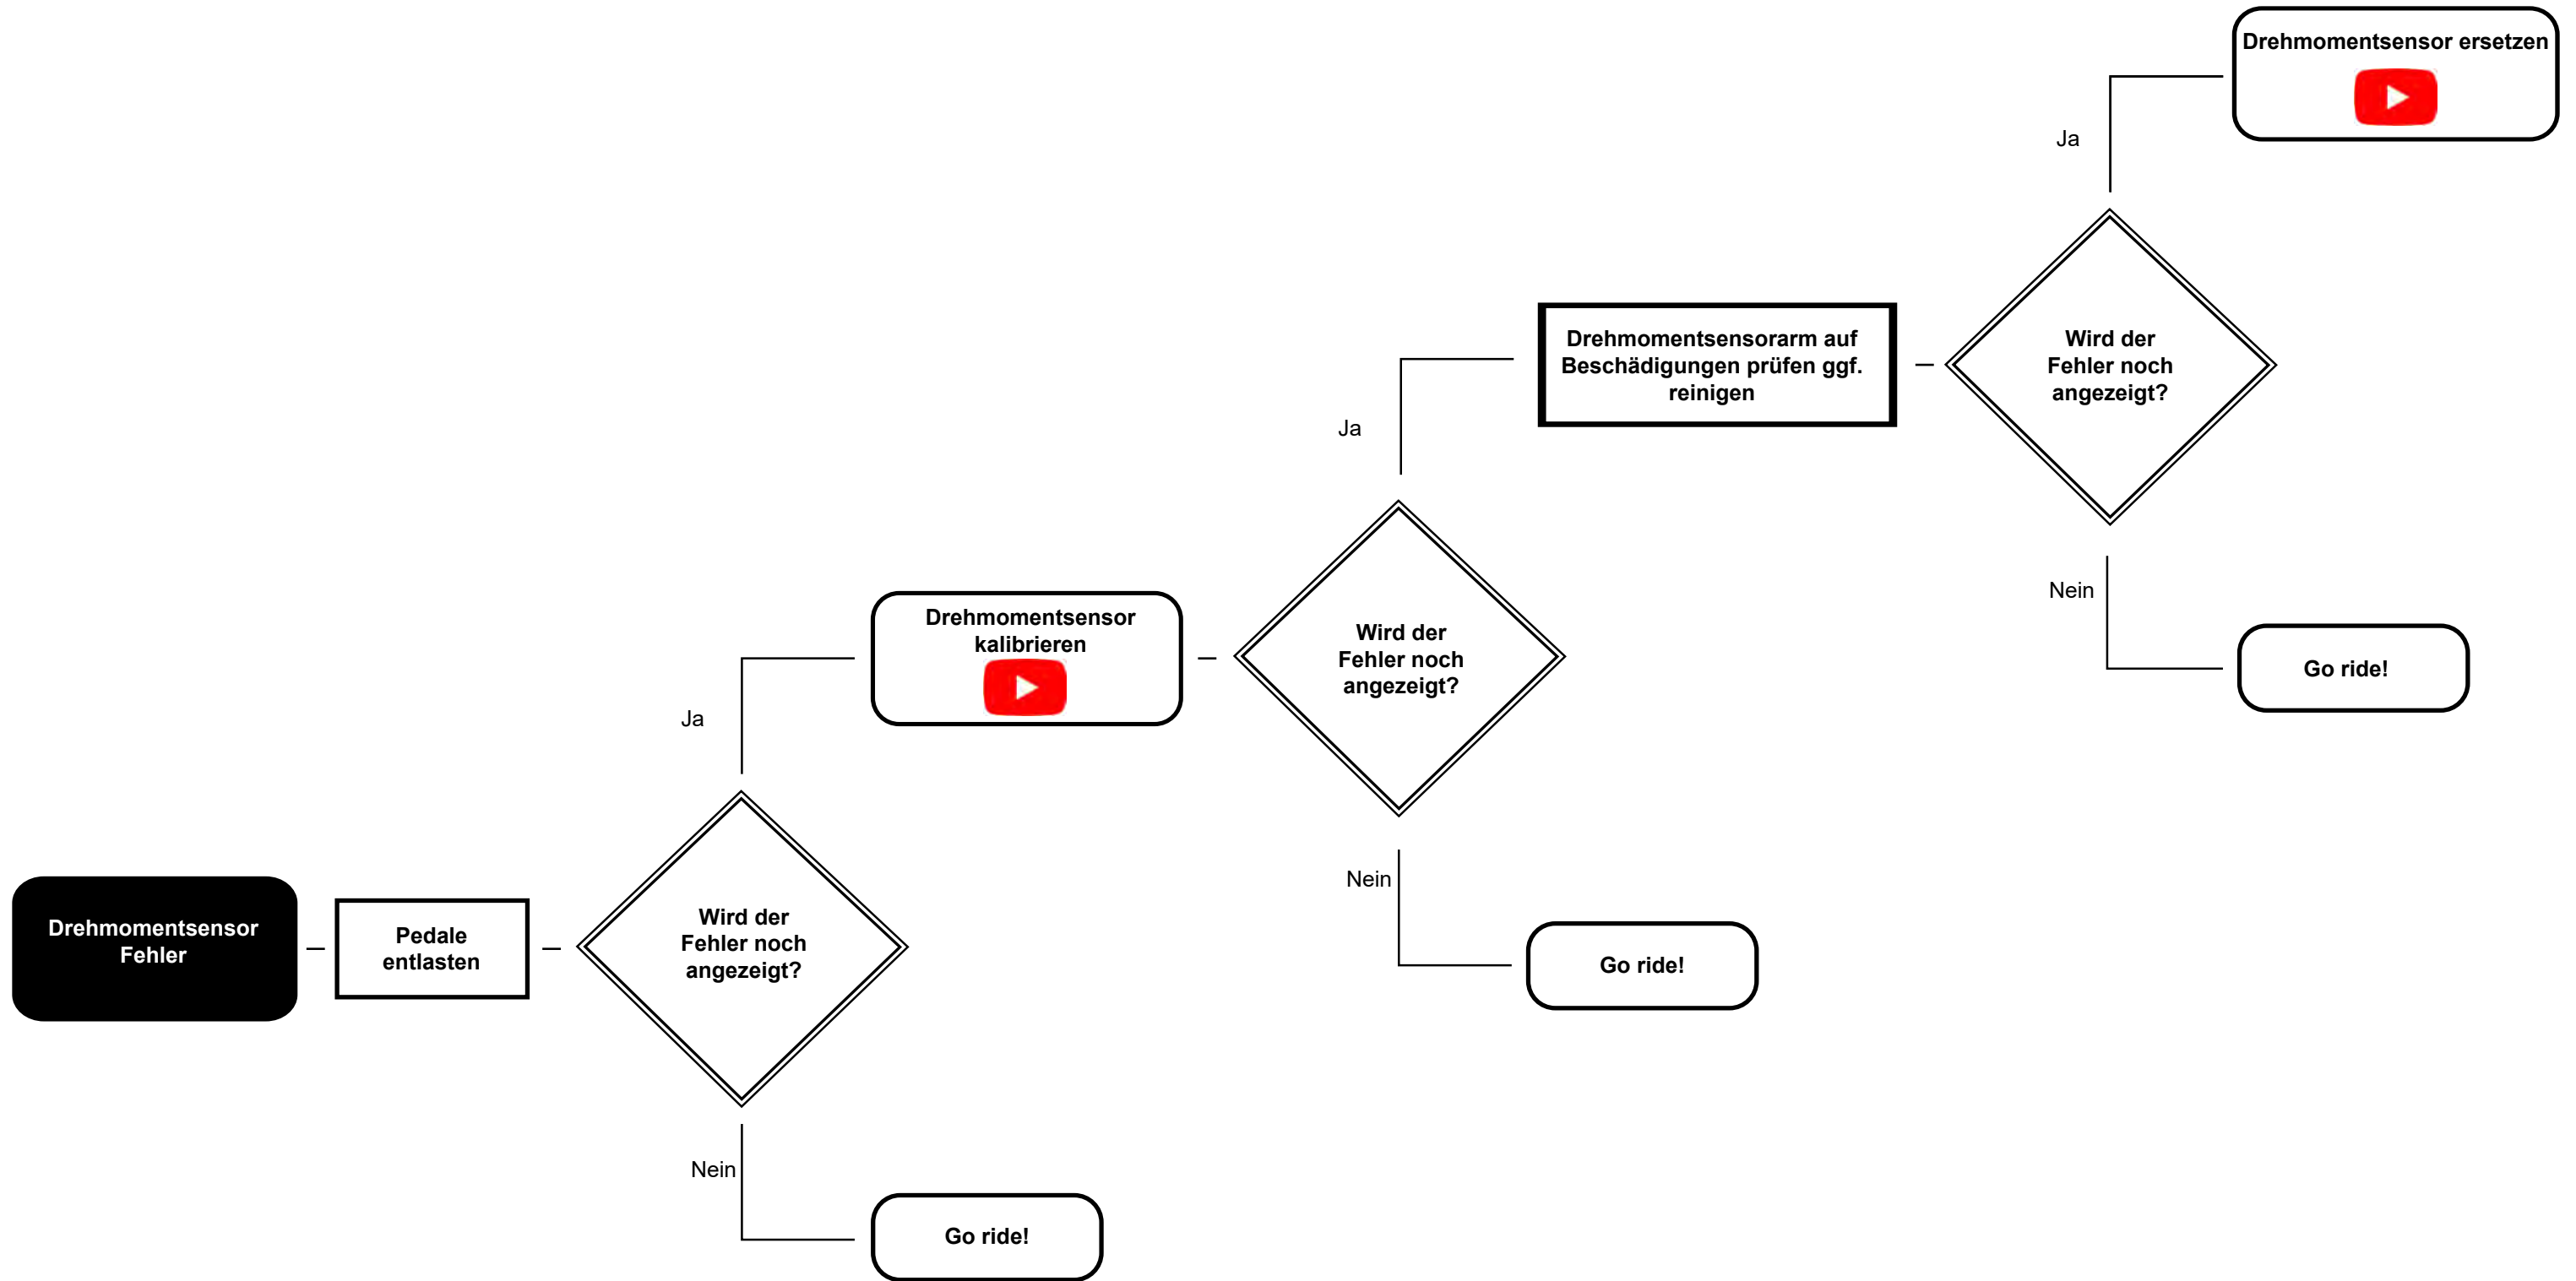 Drehmomentsensor
Fehler
Pedale
entlasten
Wird der
Fehler noch
angezeigt?
Ja
Nein
Go ride!
Drehmomentsensor
kalibrieren
Wird der
Fehler noch
angezeigt?
Ja
Nein
Go ride!
Drehmomentsensorarm auf
Beschädigungen prüfen ggf.
reinigen
Wird der
Fehler noch
angezeigt?
Ja
Nein
Go ride!
Drehmomentsensor ersetzen